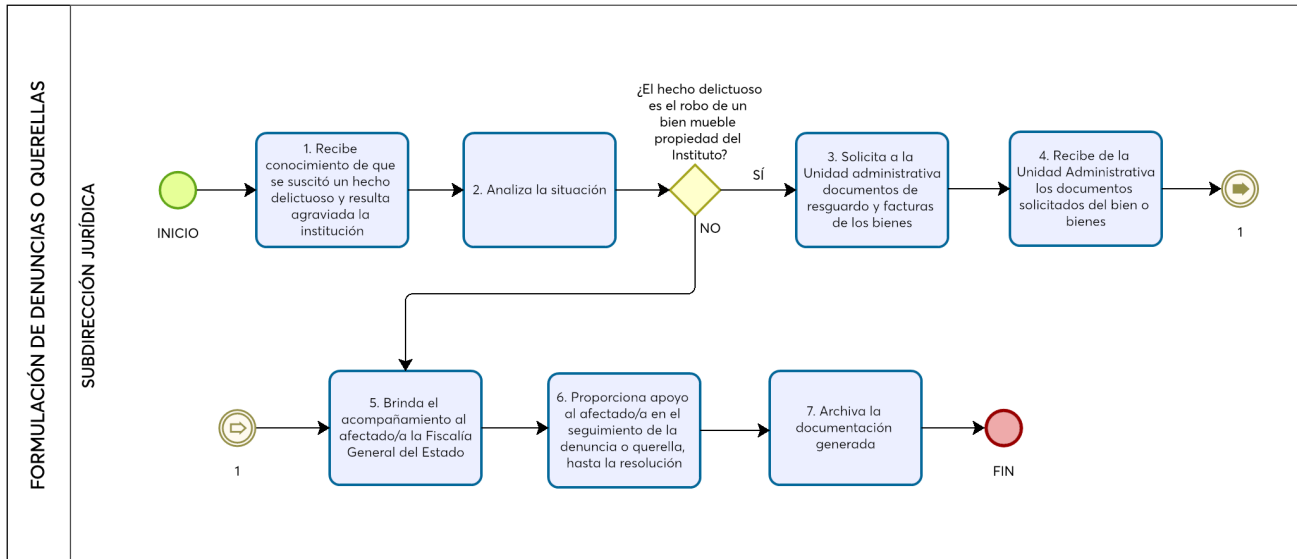 FORMULACIÓN DE DENUNCIAS O QUERELLAS
SUBDIRECCIÓN JURÍDICA
INICIO
1. Recibe
conocimiento de que
se suscitó un hecho
delictuoso y resulta
agraviada la
institución
2. Analiza la situación
¿El hecho delictuoso
es el robo de un
bien mueble
propiedad del
Instituto?
SÍ
NO
3. Solicita a la
Unidad administrativa
documentos de
resguardo y facturas
de los bienes
4. Recibe de la
Unidad Administrativa
los documentos
solicitados del bien o
bienes
1
1
5. Brinda el
acompañamiento al
afectado/a la Fiscalía
General del Estado
6. Proporciona apoyo
al afectado/a en el
seguimiento de la
denuncia o querella,
hasta la resolución
7. Archiva la
documentación
generada
FIN